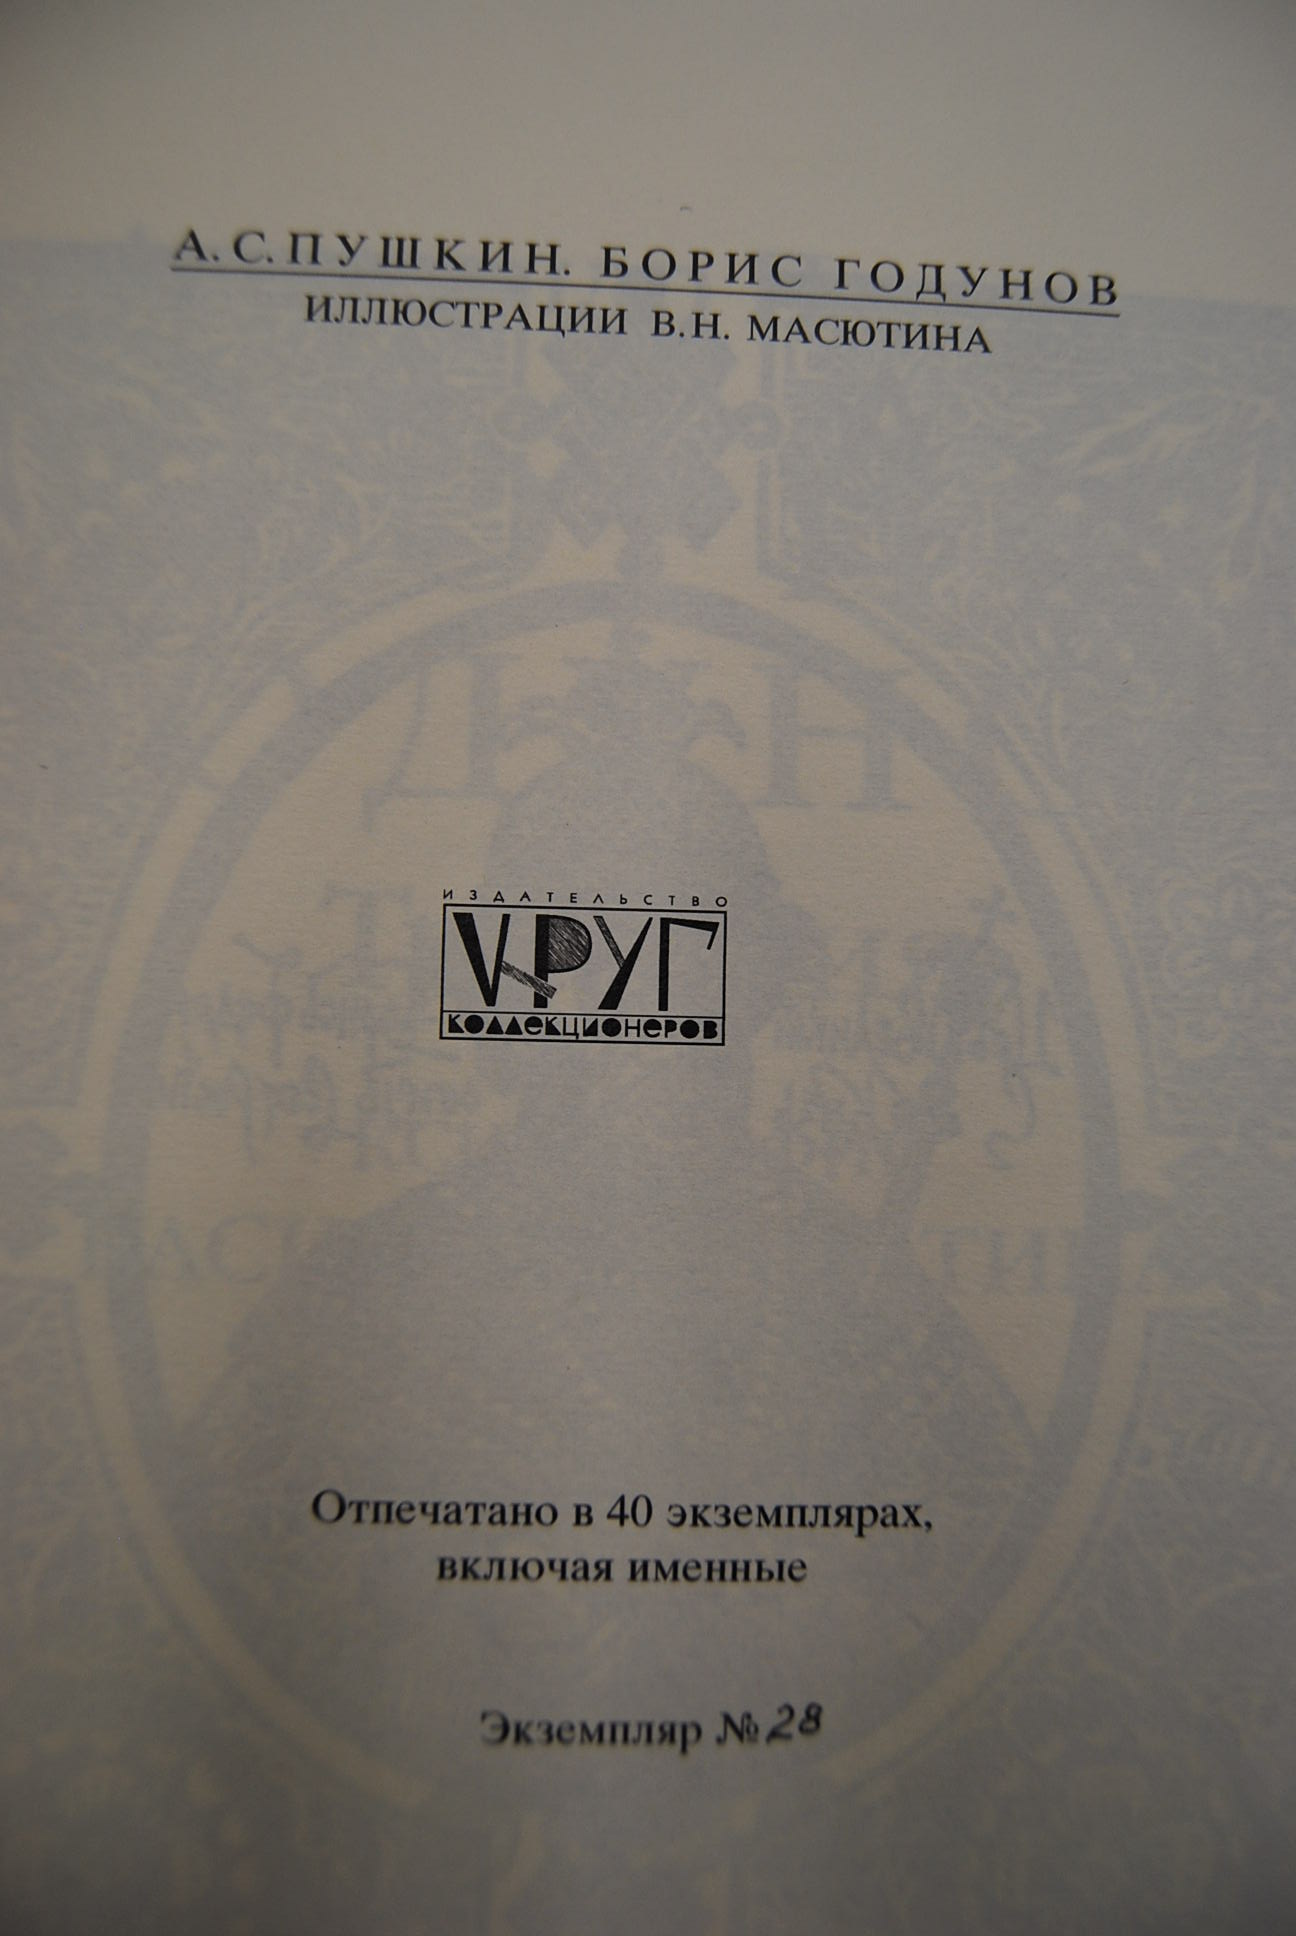 А. С. ПУШКИН. БОРИС ГОДУНОВ
ИЛЛЮСТРАЦИИ В.Н. МАСЮТИНА
ИЗДАТЕЛЬСТВО
КРУГ
КОЛЛЕКЦИОНЕРОВ
Отпечатано в 40 экземплярах,
включая именные
Экземпляр № 28